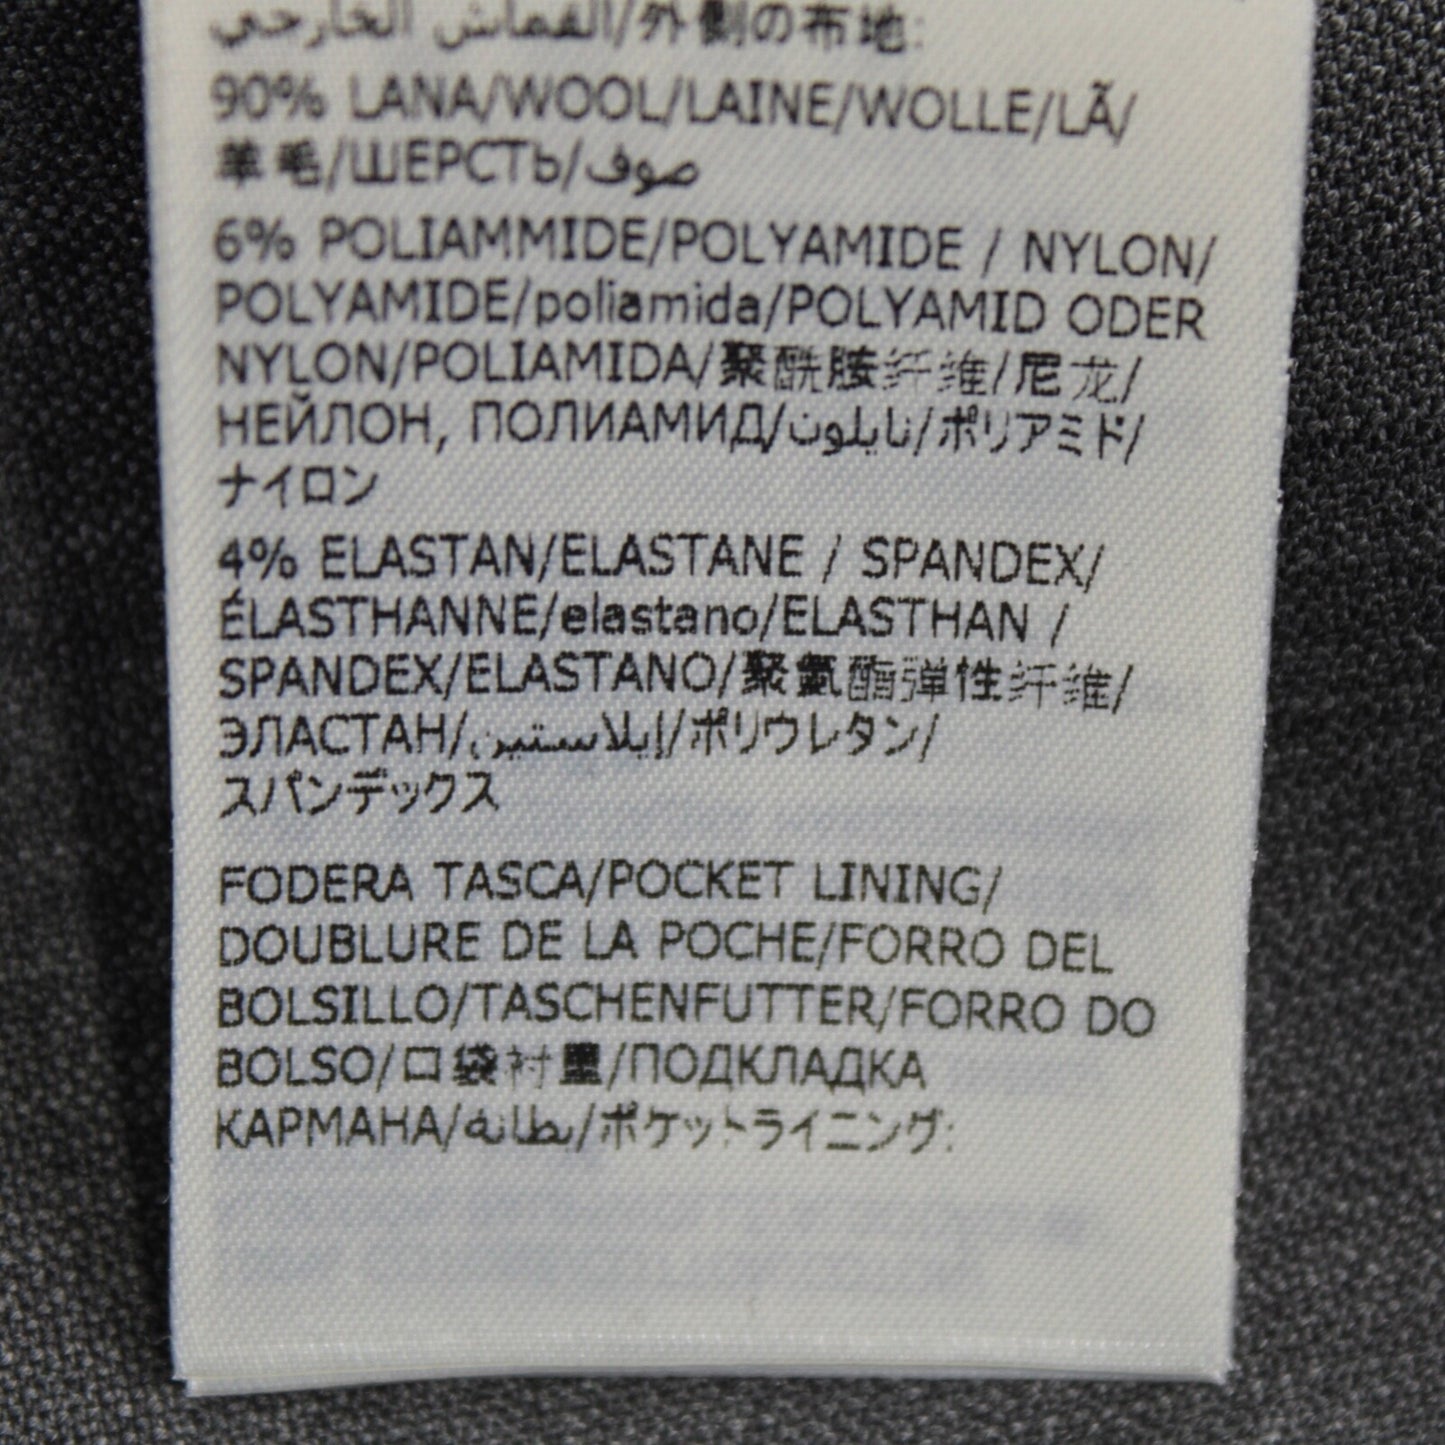 القماش الخارجي/外側の布地:
90% LANA/WOOL/LAINE/WOLLE/LÃ/
羊毛/ШЕРСТЬ/صوف
6% POLIAMMIDE/POLYAMIDE / NYLON/
POLYAMIDE/poliamida/POLYAMID ODER
NYLON/POLIAMIDA/聚酰胺纤维/尼龙/
НЕЙЛОН, ПОЛИАМИД/نايلون/ポリアミド/
ナイロン
4% ELASTAN/ELASTANE / SPANDEX/
ÉLASTHANNE/elastano/ELASTHAN /
SPANDEX/ELASTANO/聚氨酯弹性纤维/
ЭЛАСТАН/إيلاستين/ポリウレタン/
スパンデックス
FODERA TASCA/POCKET LINING/
DOUBLURE DE LA POCHE/FORRO DEL
BOLSILLO/TASCHENFUTTER/FORRO DO
BOLSO/口袋衬里/ПОДКЛАДКА
КАРМАНА/بطانة/ポケットライニング: